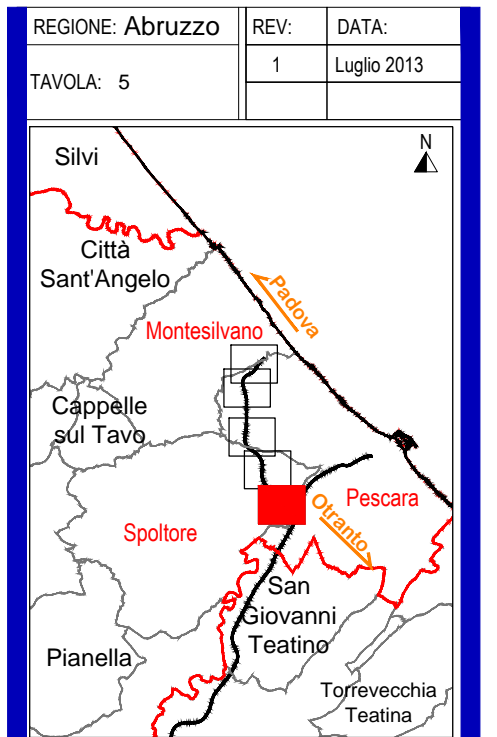 REGIONE: Abruzzo
REV:
DATA:
TAVOLA: 5
1
Luglio 2013
N
Silvi
Città
Sant'Angelo
Padova
Montesilvano
Cappelle
sul Tavo
Pescara
Otranto
Spoltore
San
Giovanni
Teatino
Pianella
Torrevecchia
Teatina